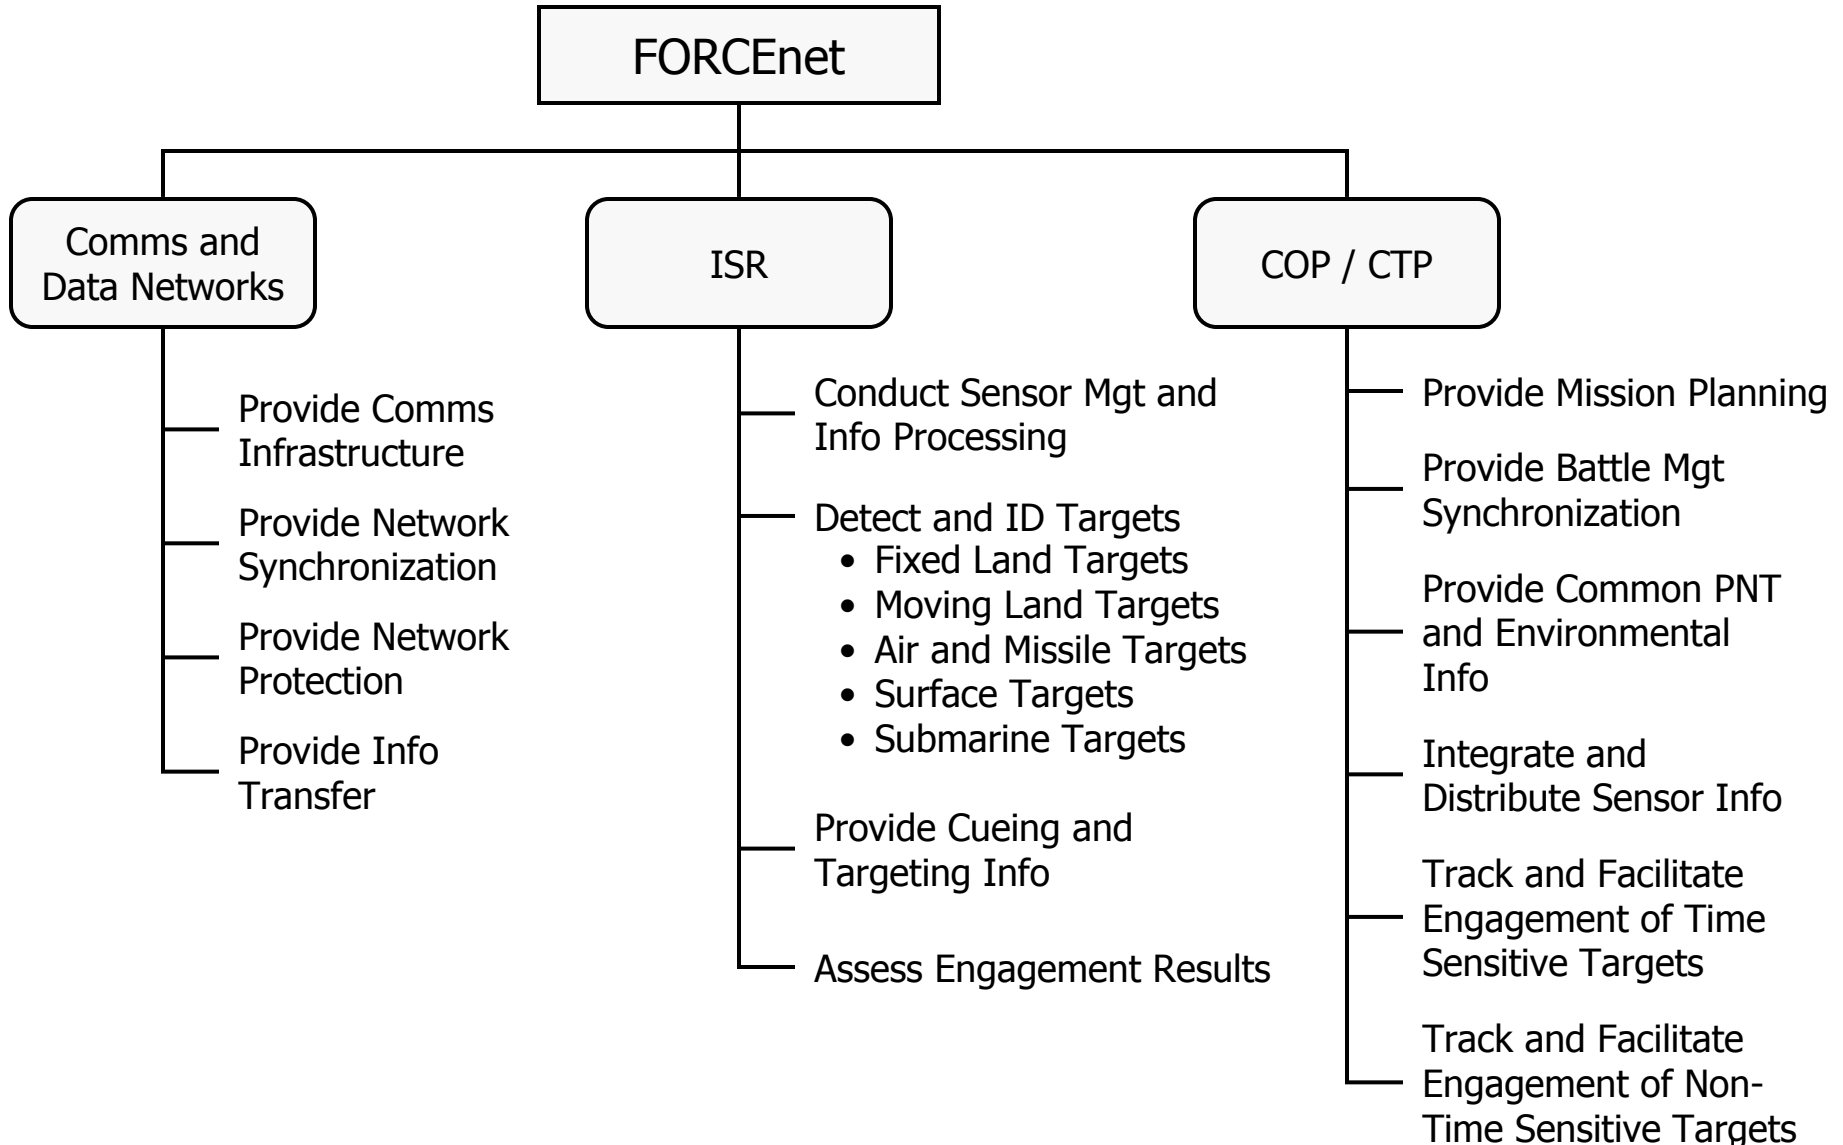 FORCEnet
Comms and
Data Networks
Provide Comms
Infrastructure
Provide Network
Synchronization
Provide Network
Protection
Provide Info
Transfer
ISR
Conduct Sensor Mgt and
Info Processing
Detect and ID Targets
• Fixed Land Targets
• Moving Land Targets
• Air and Missile Targets
• Surface Targets
• Submarine Targets
Provide Cueing and
Targeting Info
Assess Engagement Results
COP / CTP
Provide Mission Planning
Provide Battle Mgt
Synchronization
Provide Common PNT
and Environmental
Info
Integrate and
Distribute Sensor Info
Track and Facilitate
Engagement of Time
Sensitive Targets
Track and Facilitate
Engagement of Non-
Time Sensitive Targets